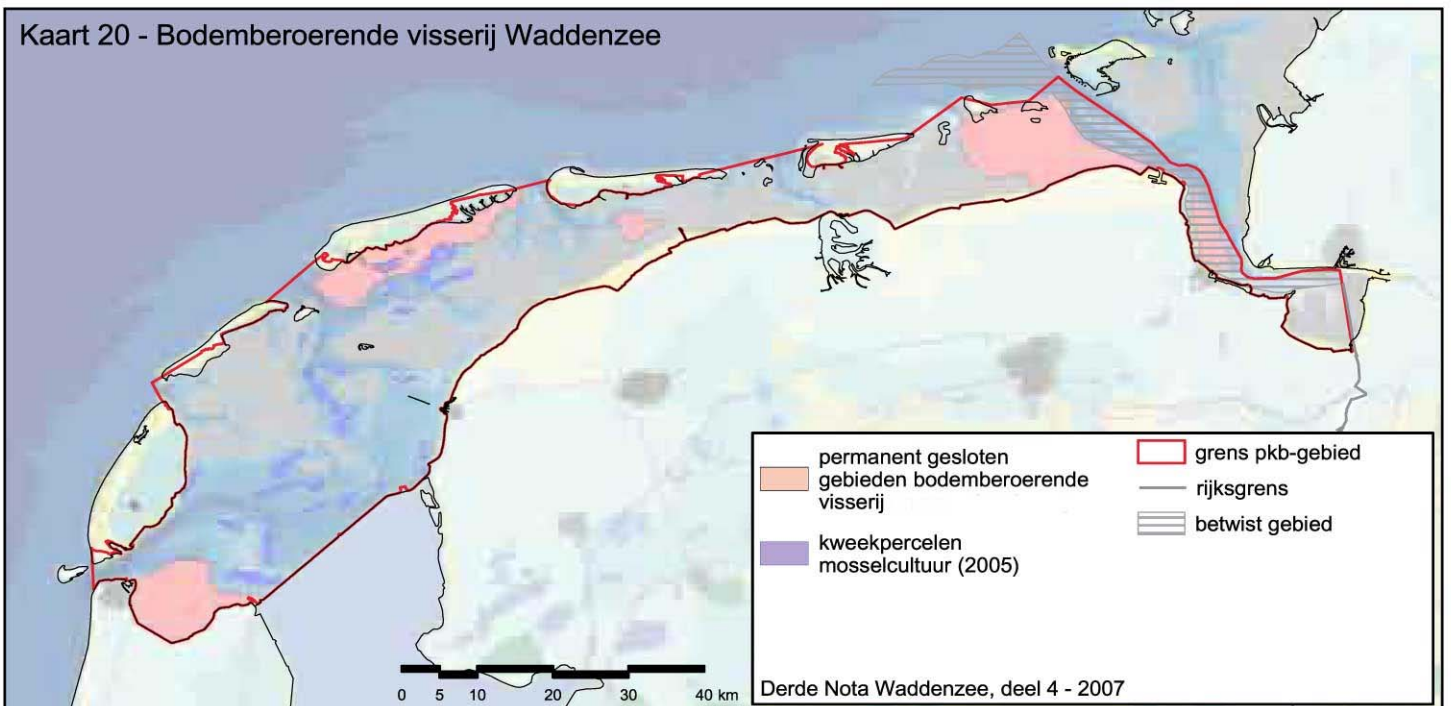 Kaart 20 - Bodemberoerende visserij Waddenzee
permanent gesloten
gebieden bodemberoerende
visserij
kweekpercelen
mosselcultuur (2005)
grens pkb-gebied
rijksgrens
betwist gebied
0 5 10 20 30 40 km
Derde Nota Waddenzee, deel 4 - 2007